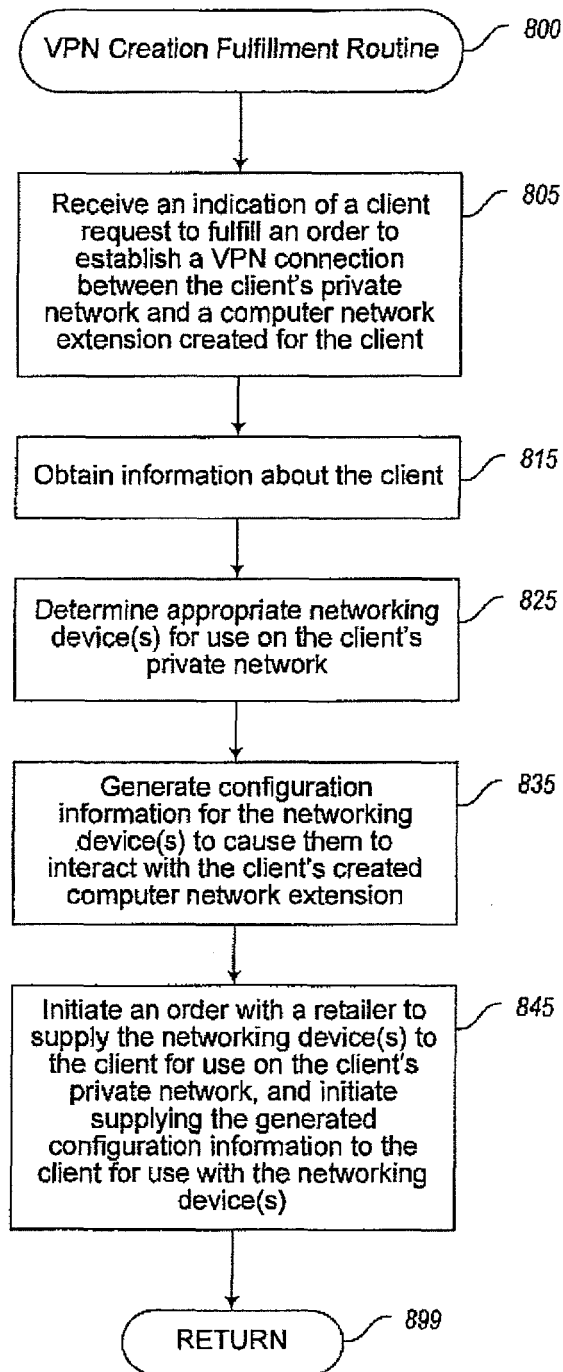 VPN Creation Fulfillment Routine
800
Receive an indication of a client
request to fulfill an order to
establish a VPN connection
between the client's private
network and a computer network
extension created for the client
805
Obtain information about the client
815
Determine appropriate networking
device(s) for use on the client's
private network
825
Generate configuration
information for the networking
device(s) to cause them to
interact with the client's created
computer network extension
835
Initiate an order with a retailer to
supply the networking device(s) to
the client for use on the client's
private network, and initiate
supplying the generated
configuration information to the
client for use with the networking
device(s)
845
RETURN
899